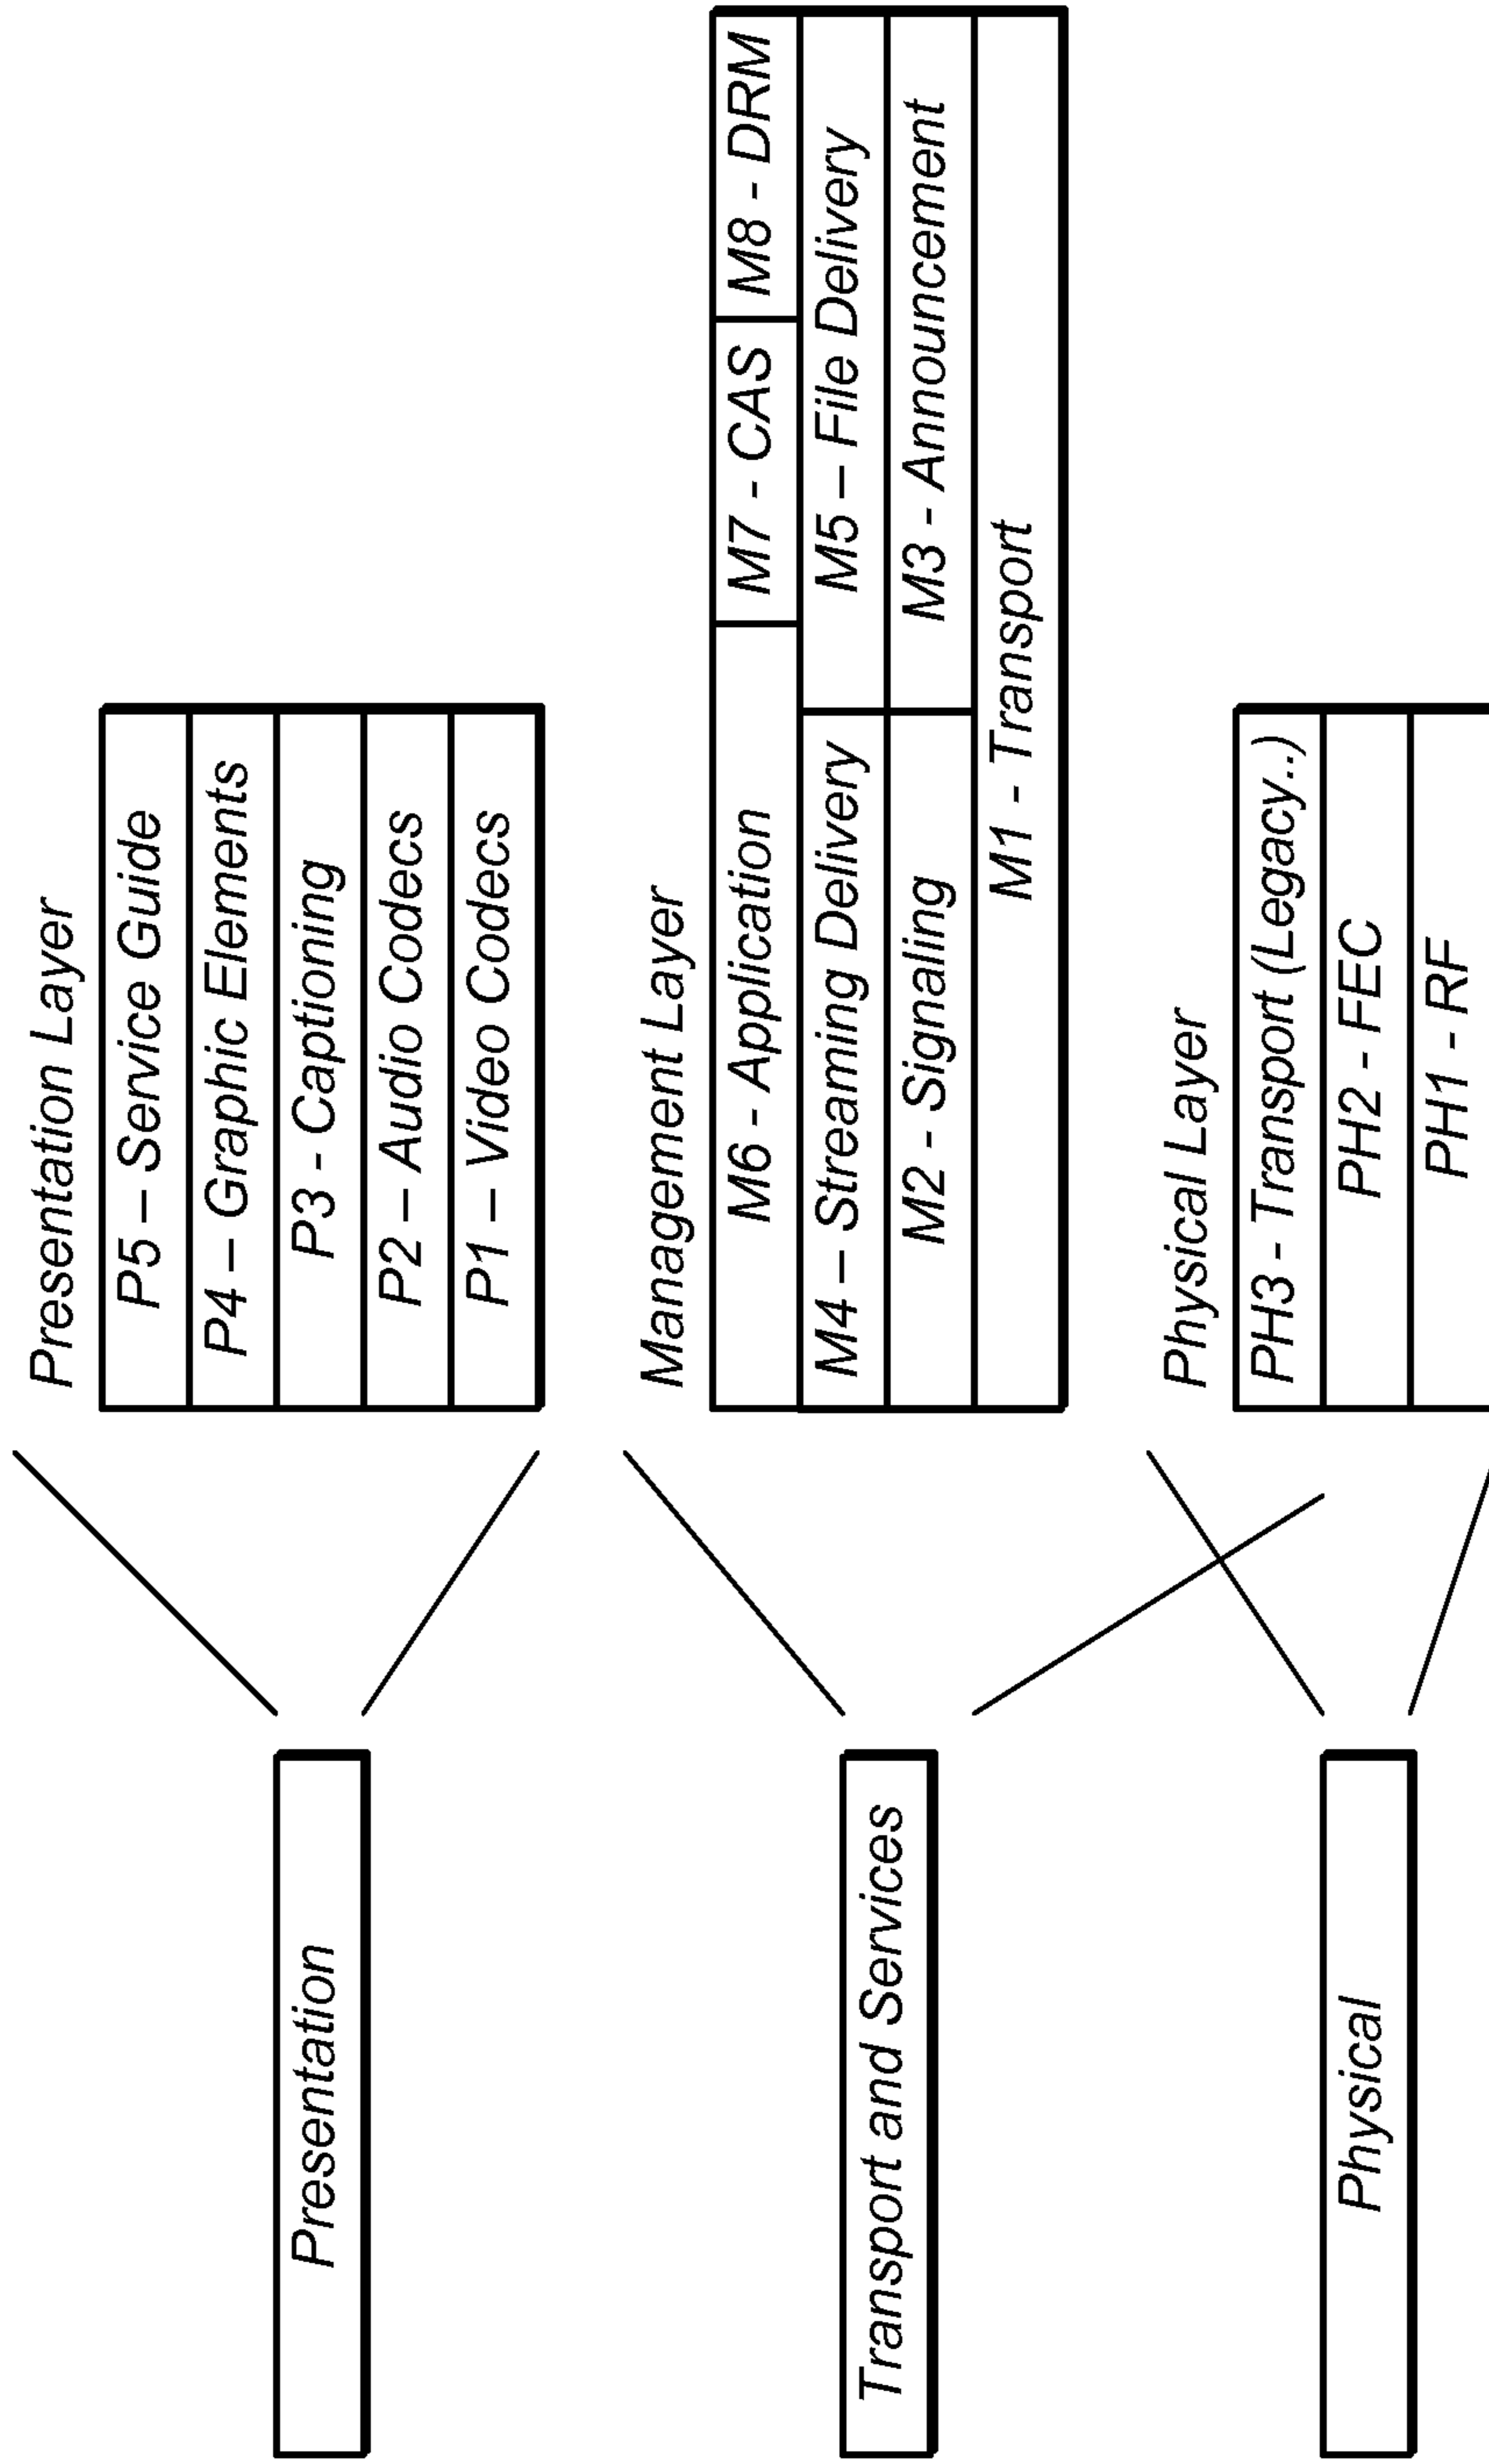 Presentation
Transport and Services
Physical
Presentation Layer
P5 – Service Guide
P4 – Graphic Elements
P3 - Captioning
P2 – Audio Codecs
P1 – Video Codecs
Management Layer
M6 - Application
M7 - CAS
M8 - DRM
M4 – Streaming Delivery
M5 – File Delivery
M2 - Signaling
M3 - Announcement
M1 - Transport
Physical Layer
PH3 - Transport (Legacy..)
PH2 - FEC
PH1 - RF